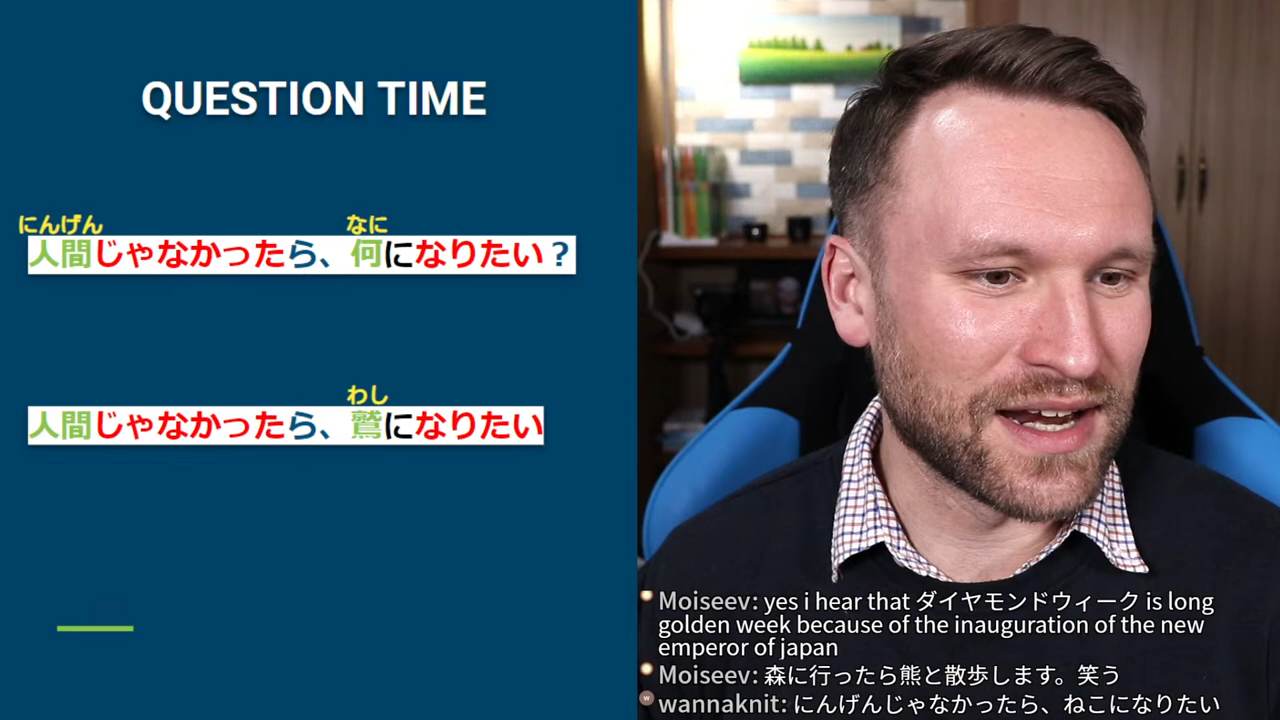 QUESTION TIME
にんげん なに
人間じゃなかったら、何になりたい？
わし
人間じゃなかったら、鷲になりたい
Moiseev: yes i hear that ダイヤモンドウィーク is long
golden week because of the inauguration of the new
emperor of japan
Moiseev: 森に行ったら熊と散歩します。笑う
w wannaknit: にんげんじゃなかったら、ねこになりたい